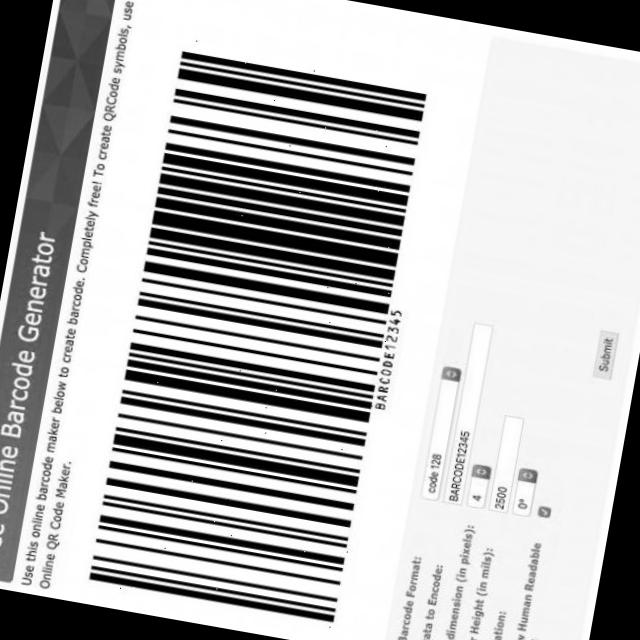 Online Barcode Generator
Use this online barcode maker below to create barcode. Completely free! To create QRCode symbols, use
Online QR Code Maker.
BARCODE12345
Barcode Format:
code 128
to Encode:
BARCODE12345
dimension (in pixels):
4
Height (in mils):
2500
0°
Human Readable
Submit